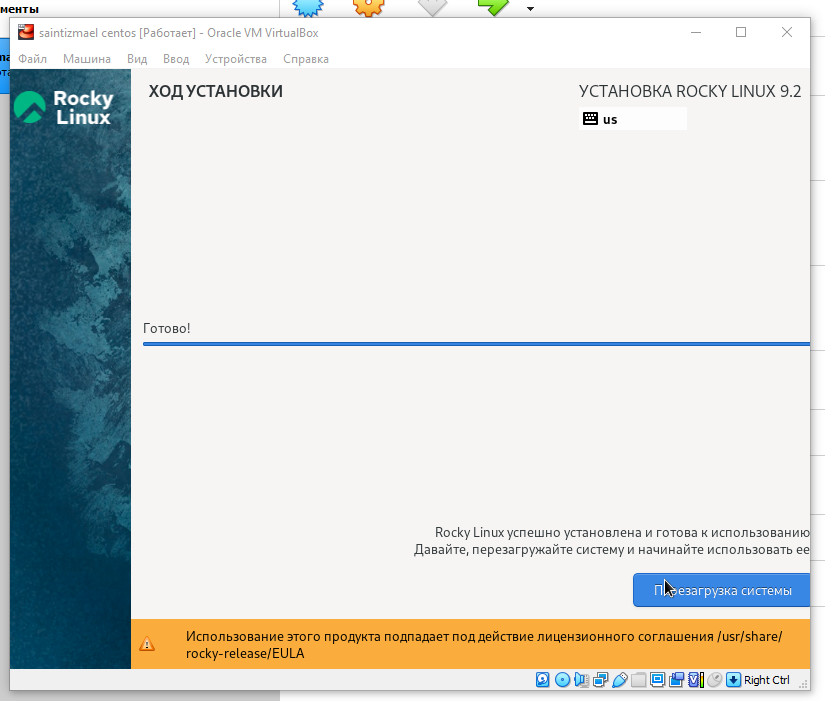 менты
saintizmael centos [Работает] - Oracle VM VirtualBox
Файл Машина Вид Ввод Устройства Справка
Rocky
Linux
ХОД УСТАНОВКИ
УСТАНОВКА ROCKY LINUX 9.2
us
Готово!
Rocky Linux успешно установлена и готова к использованию
Давайте, перезагружайте систему и начинайте использовать ее
Перезагрузка системы
Использование этого продукта подпадает под действие лицензионного соглашения /usr/share/
rocky-release/EULA
Right Ctrl